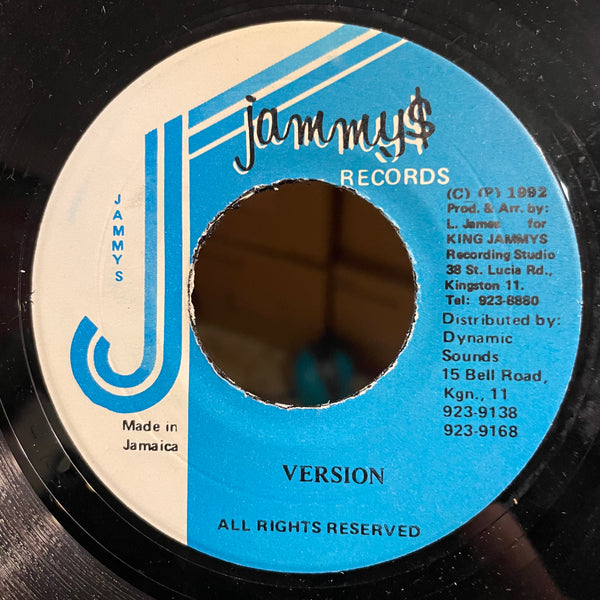 jammy$
RECORDS
JAMMYS
(C) (P) 1992
Prod. & Arr. by:
L. James for
KING JAMMYS
Recording Studio
38 St. Lucia Rd.,
Kingston 11.
Tel: 923-8860
Distributed by:
Dynamic
Sounds
15 Bell Road,
Kgn., 11
923-9138
923-9168
Made in
Jamaica
VERSION
ALL RIGHTS RESERVED